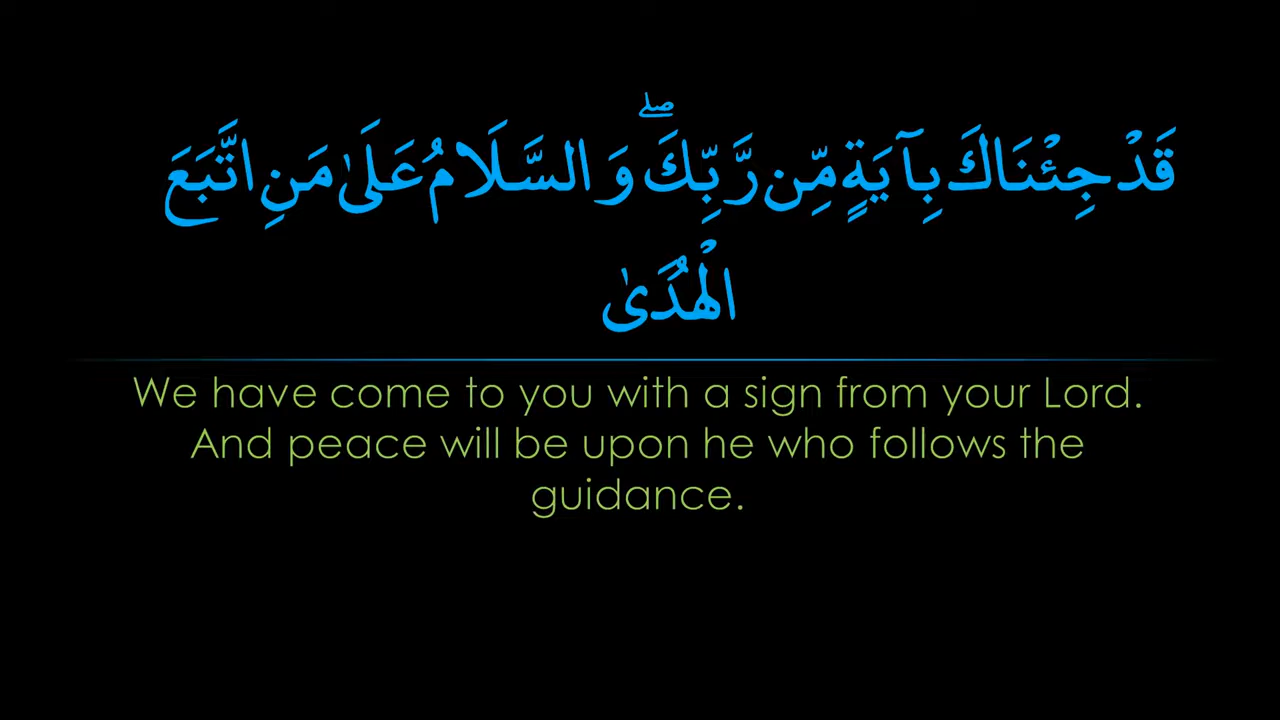 قَدْ جِئْنَاكَ بِآيَةٍ مِّن رَّبِّكَ ۖ وَالسَّلَامُ عَلَىٰ مَنِ اتَّبَعَ
الْهُدَىٰ
We have come to you with a sign from your Lord.
And peace will be upon he who follows the
guidance.